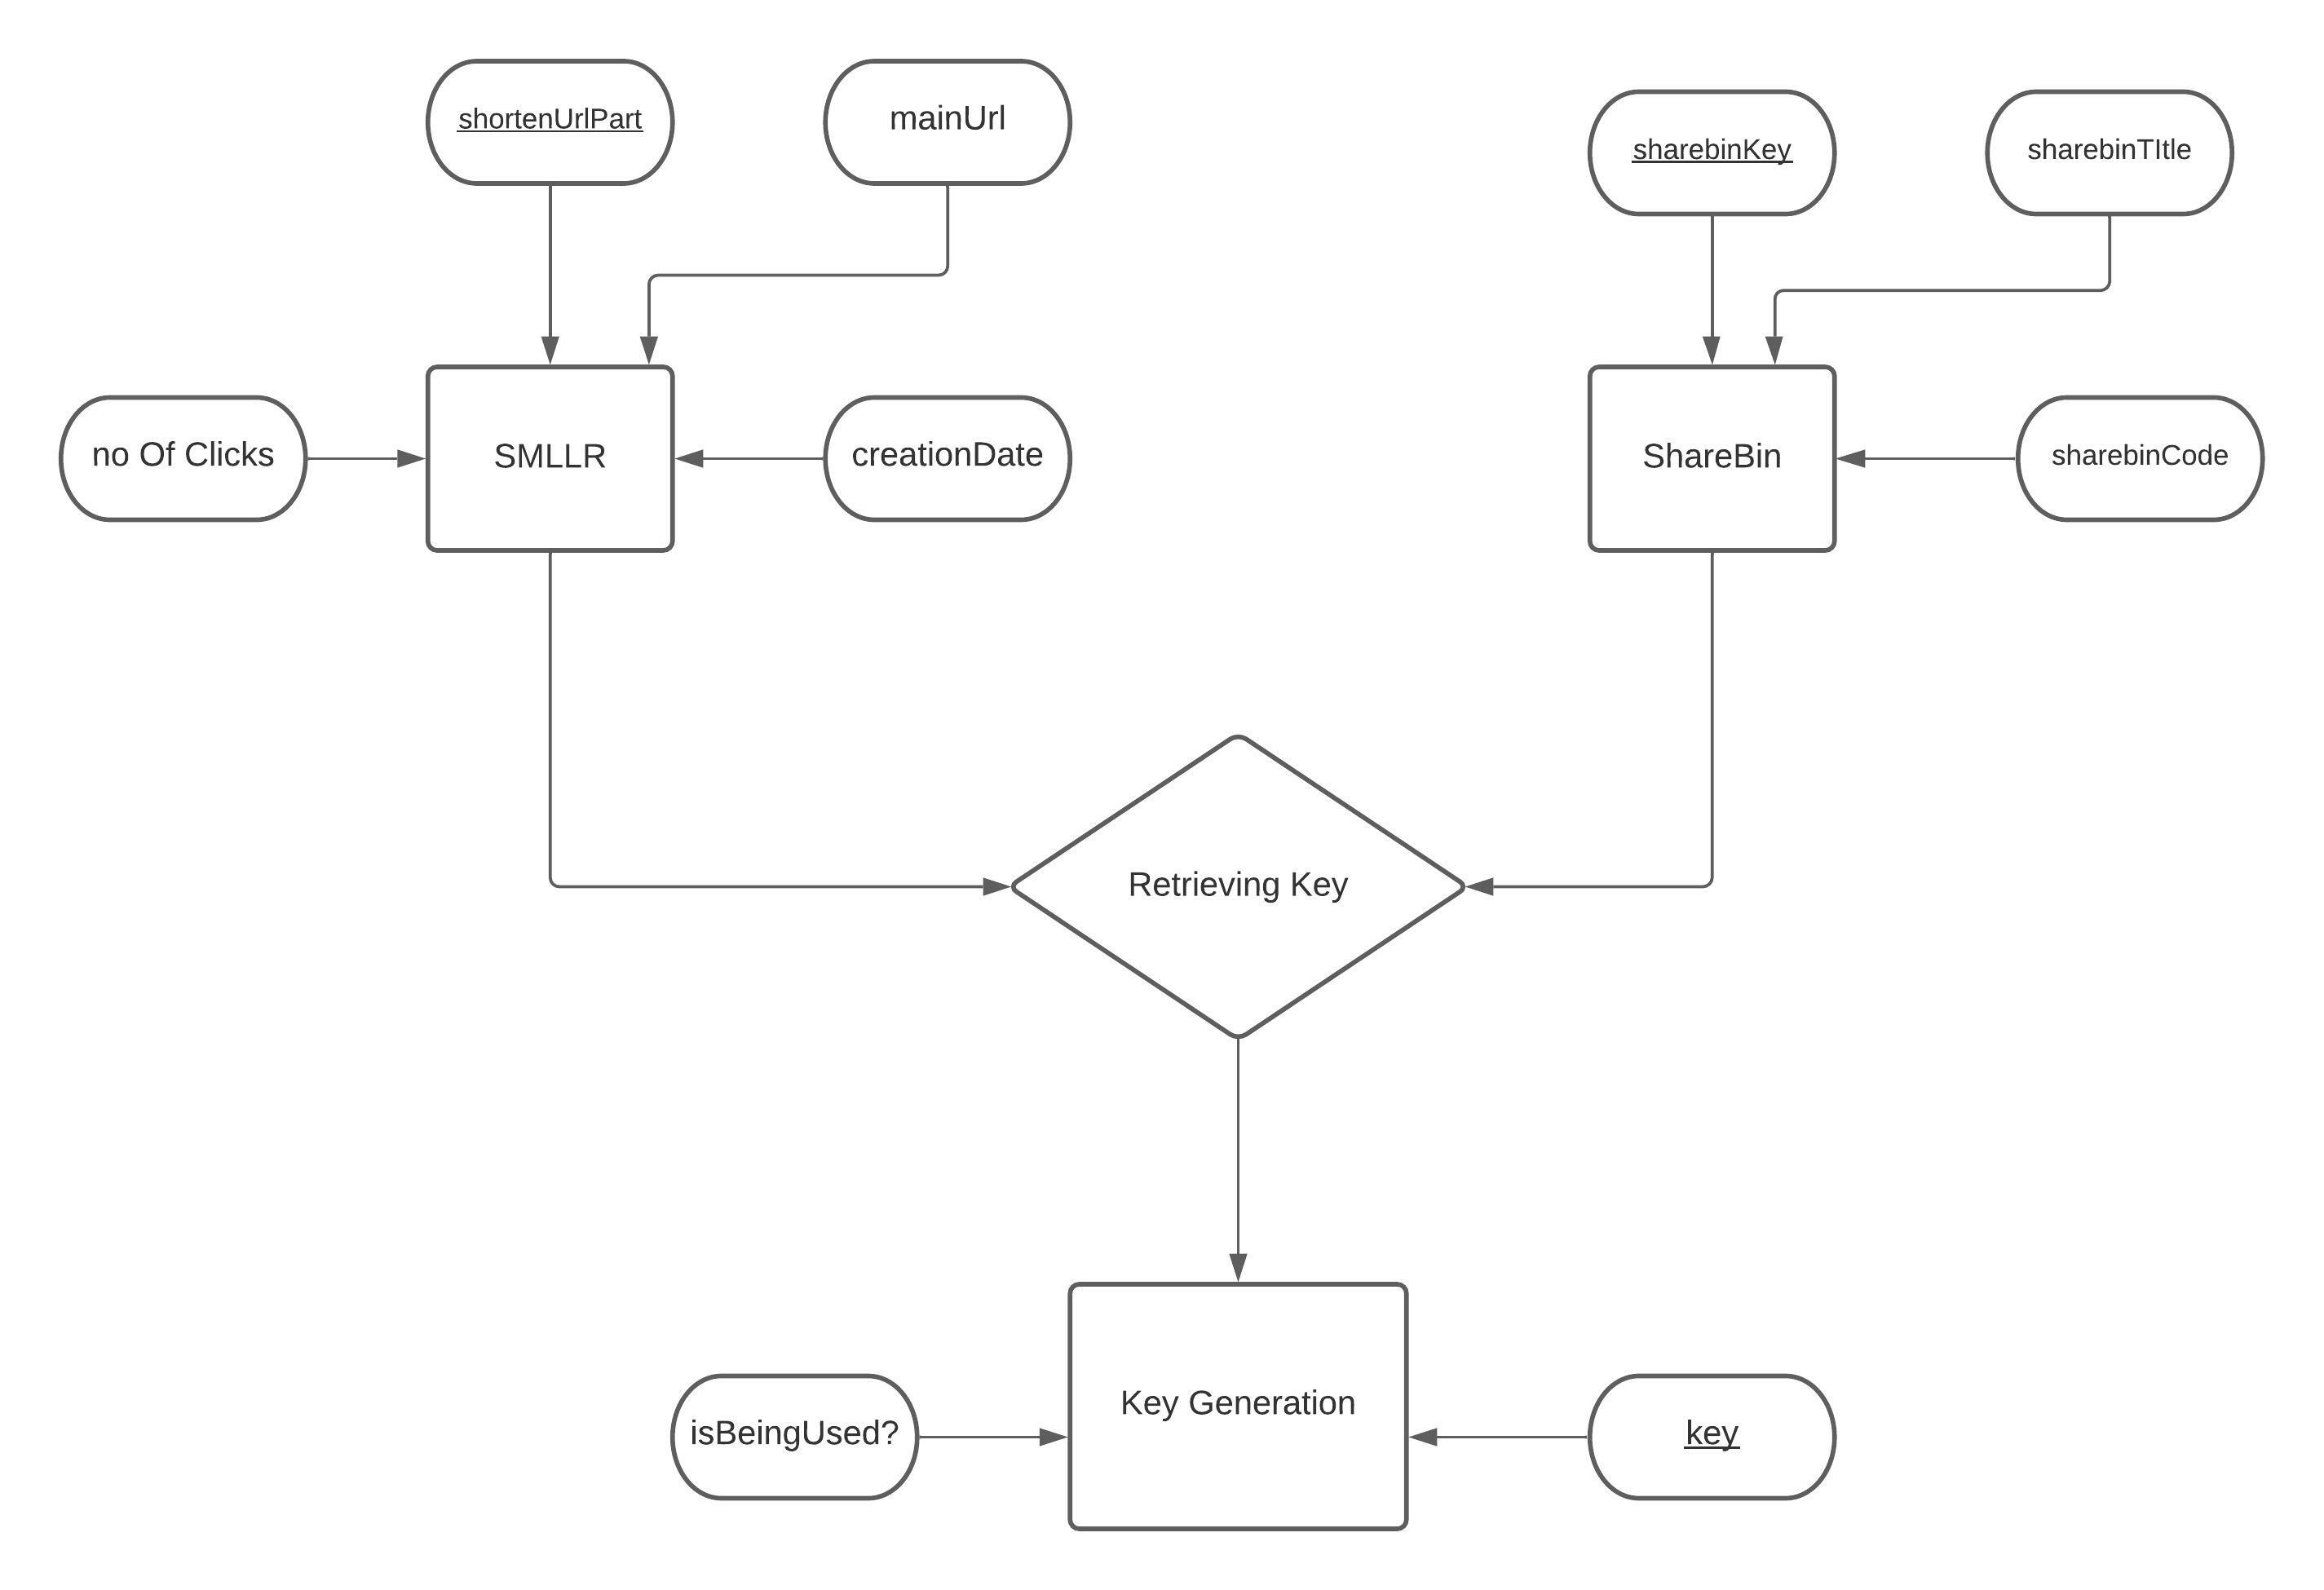 shortenUrlPart
mainUrl
sharebinKey
sharebinTItle
no Of Clicks
SMLLR
creationDate
ShareBin
sharebinCode
Retrieving Key
Key Generation
isBeingUsed?
key